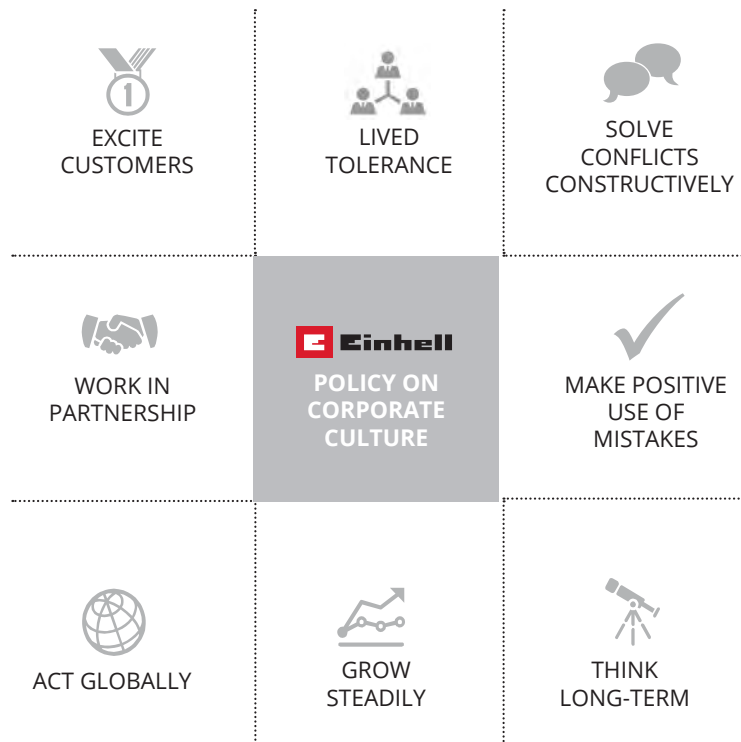 1
EXCITE
CUSTOMERS
LIVED
TOLERANCE
SOLVE
CONFLICTS
CONSTRUCTIVELY
WORK IN
PARTNERSHIP
Einhell
POLICY ON
CORPORATE
CULTURE
MAKE POSITIVE
USE OF
MISTAKES
ACT GLOBALLY
GROW
STEADILY
THINK
LONG-TERM